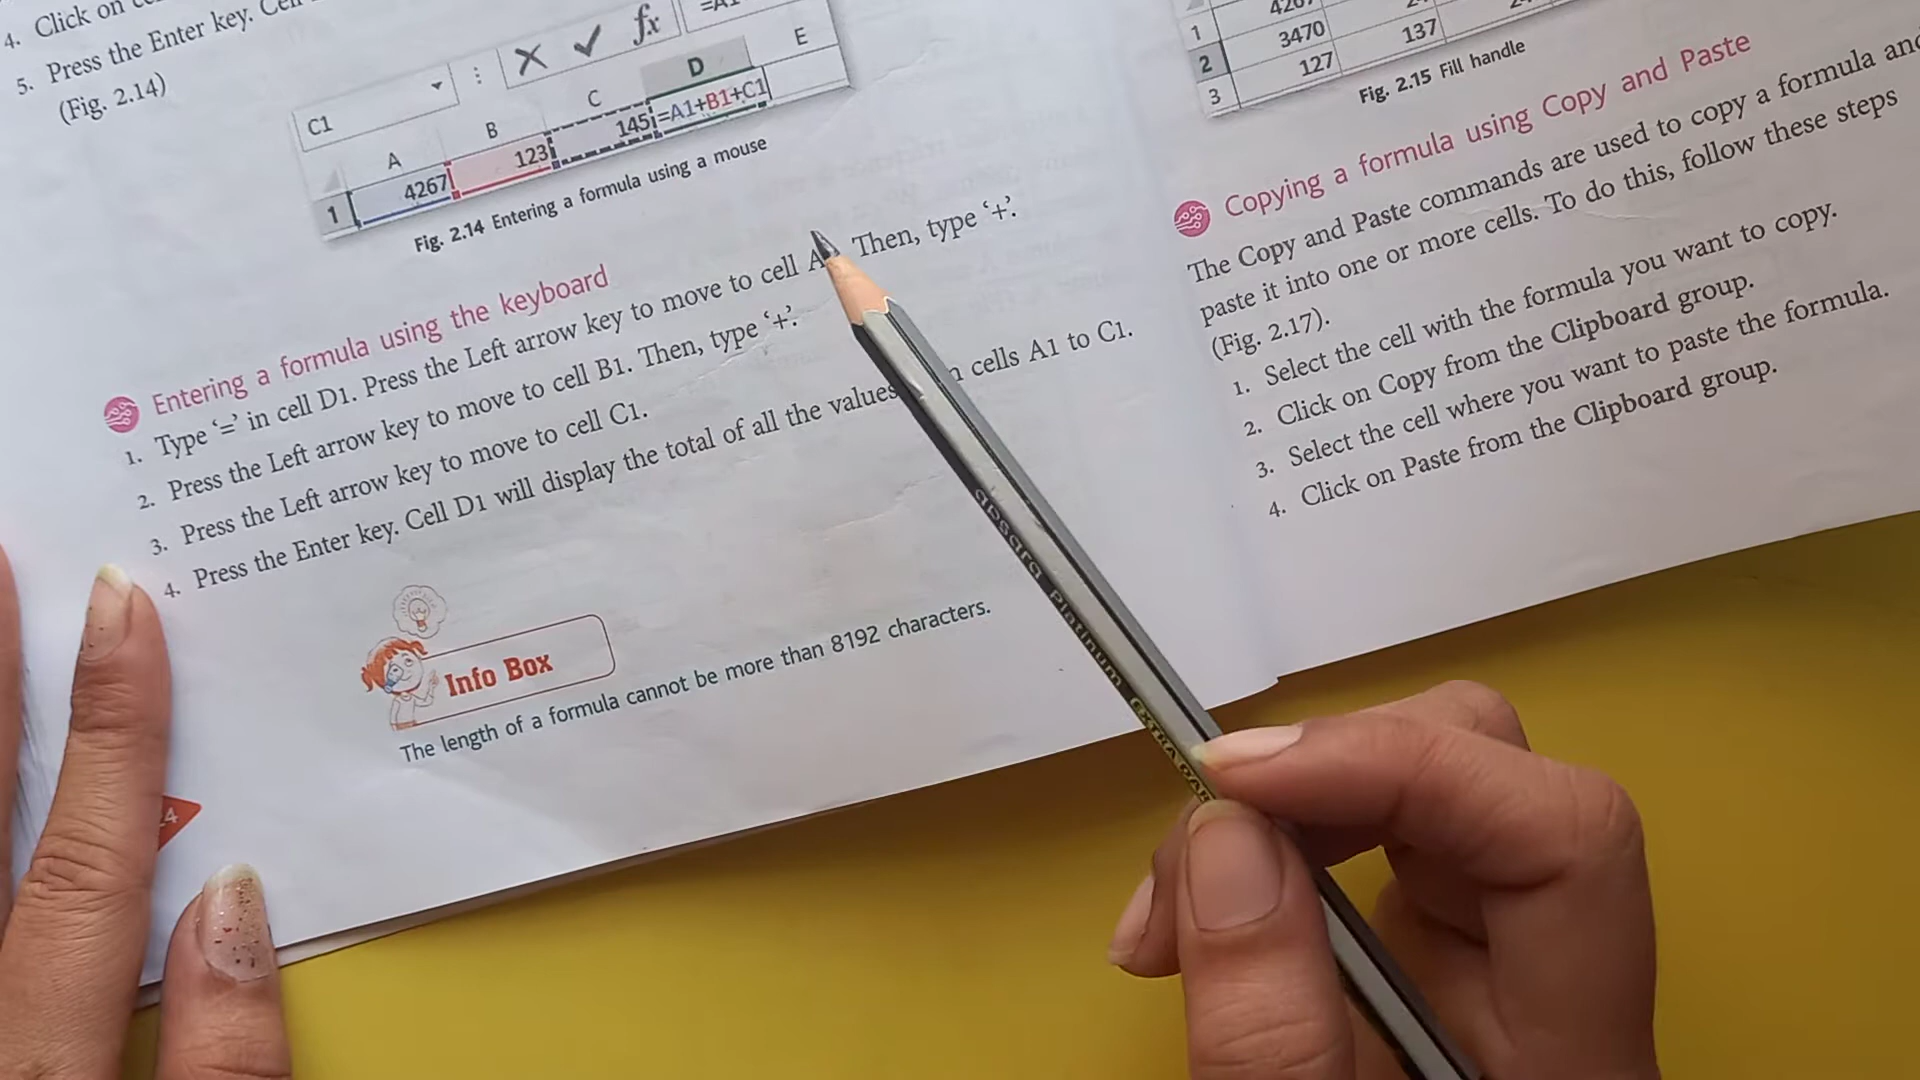 4. Click on
5. Press the Enter key.
(Fig. 2.14)
C1 fx =A1
A B C D E
1 4267 123 145 =A1+B1+C1
Fig. 2.14 Entering a formula using a mouse
Entering a formula using the keyboard
1. Type ‘=’ in cell D1. Press the Left arrow key to move to cell Then, type ‘+’.
2. Press the Left arrow key to move to cell B1. Then, type ‘+’.
3. Press the Left arrow key to move to cell C1.
4. Press the Enter key. Cell D1 will display the total of all the values cells A1 to C1.
Info Box
The length of a formula cannot be more than 8192 characters.
1
2 3470 137
3 127
Fig. 2.15 Fill handle
Copying a formula using Copy and Paste
The Copy and Paste commands are used to copy a formula and
paste it into one or more cells. To do this, follow these steps
(Fig. 2.17).
1. Select the cell with the formula you want to copy.
2. Click on Copy from the Clipboard group.
3. Select the cell where you want to paste the formula.
4. Click on Paste from the Clipboard group.
apsara Platinum